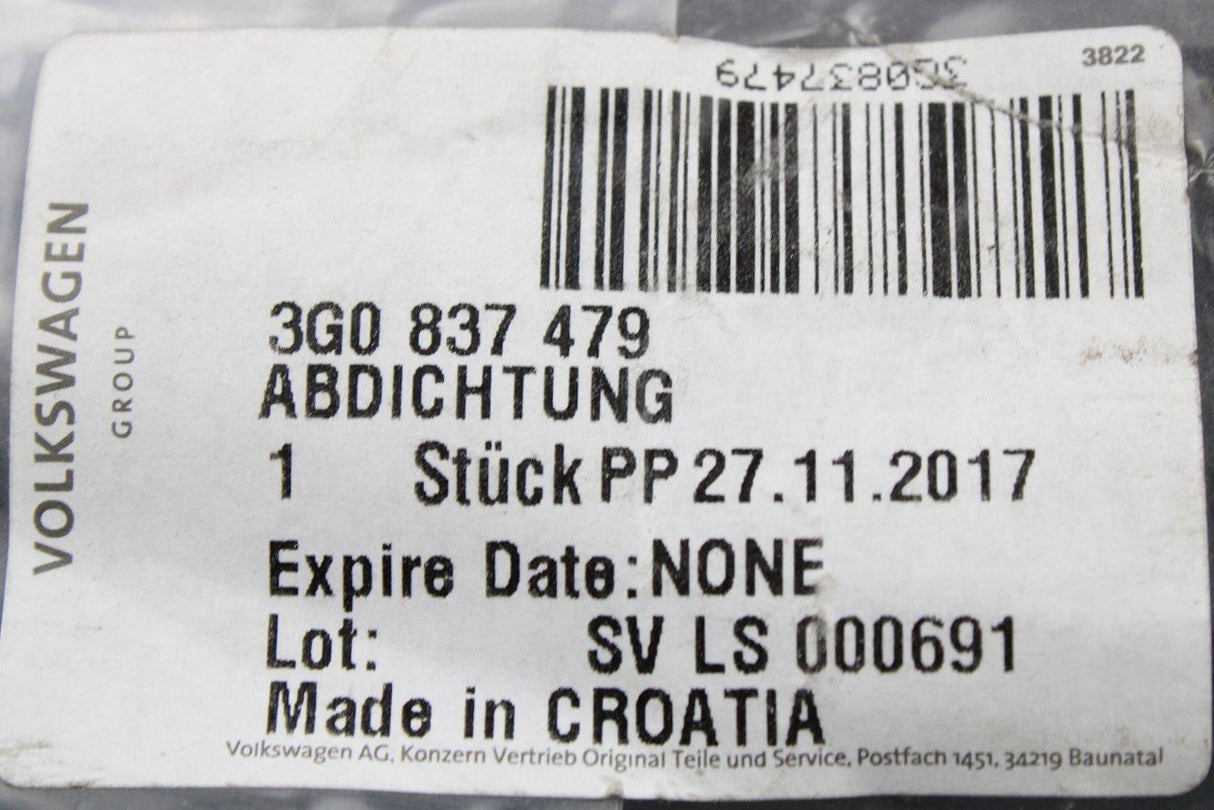 3822
3G0837479
VOLKSWAGEN
GROUP
3G0 837 479
ABDICHTUNG
1 Stück PP 27.11.2017
Expire Date:NONE
Lot: SV LS 000691
Made in CROATIA
Volkswagen AG, Konzern Vertrieb Original Teile und Service, Postfach 1451, 34219 Baunatal